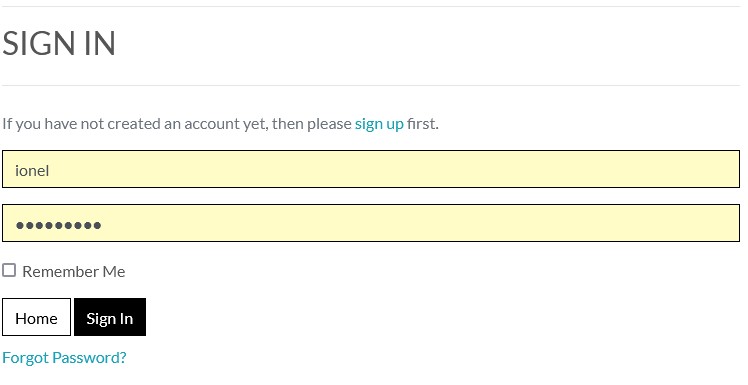 SIGN IN
If you have not created an account yet, then please sign up first.
ionel
●●●●●●●●●
Remember Me
Home Sign In
Forgot Password?